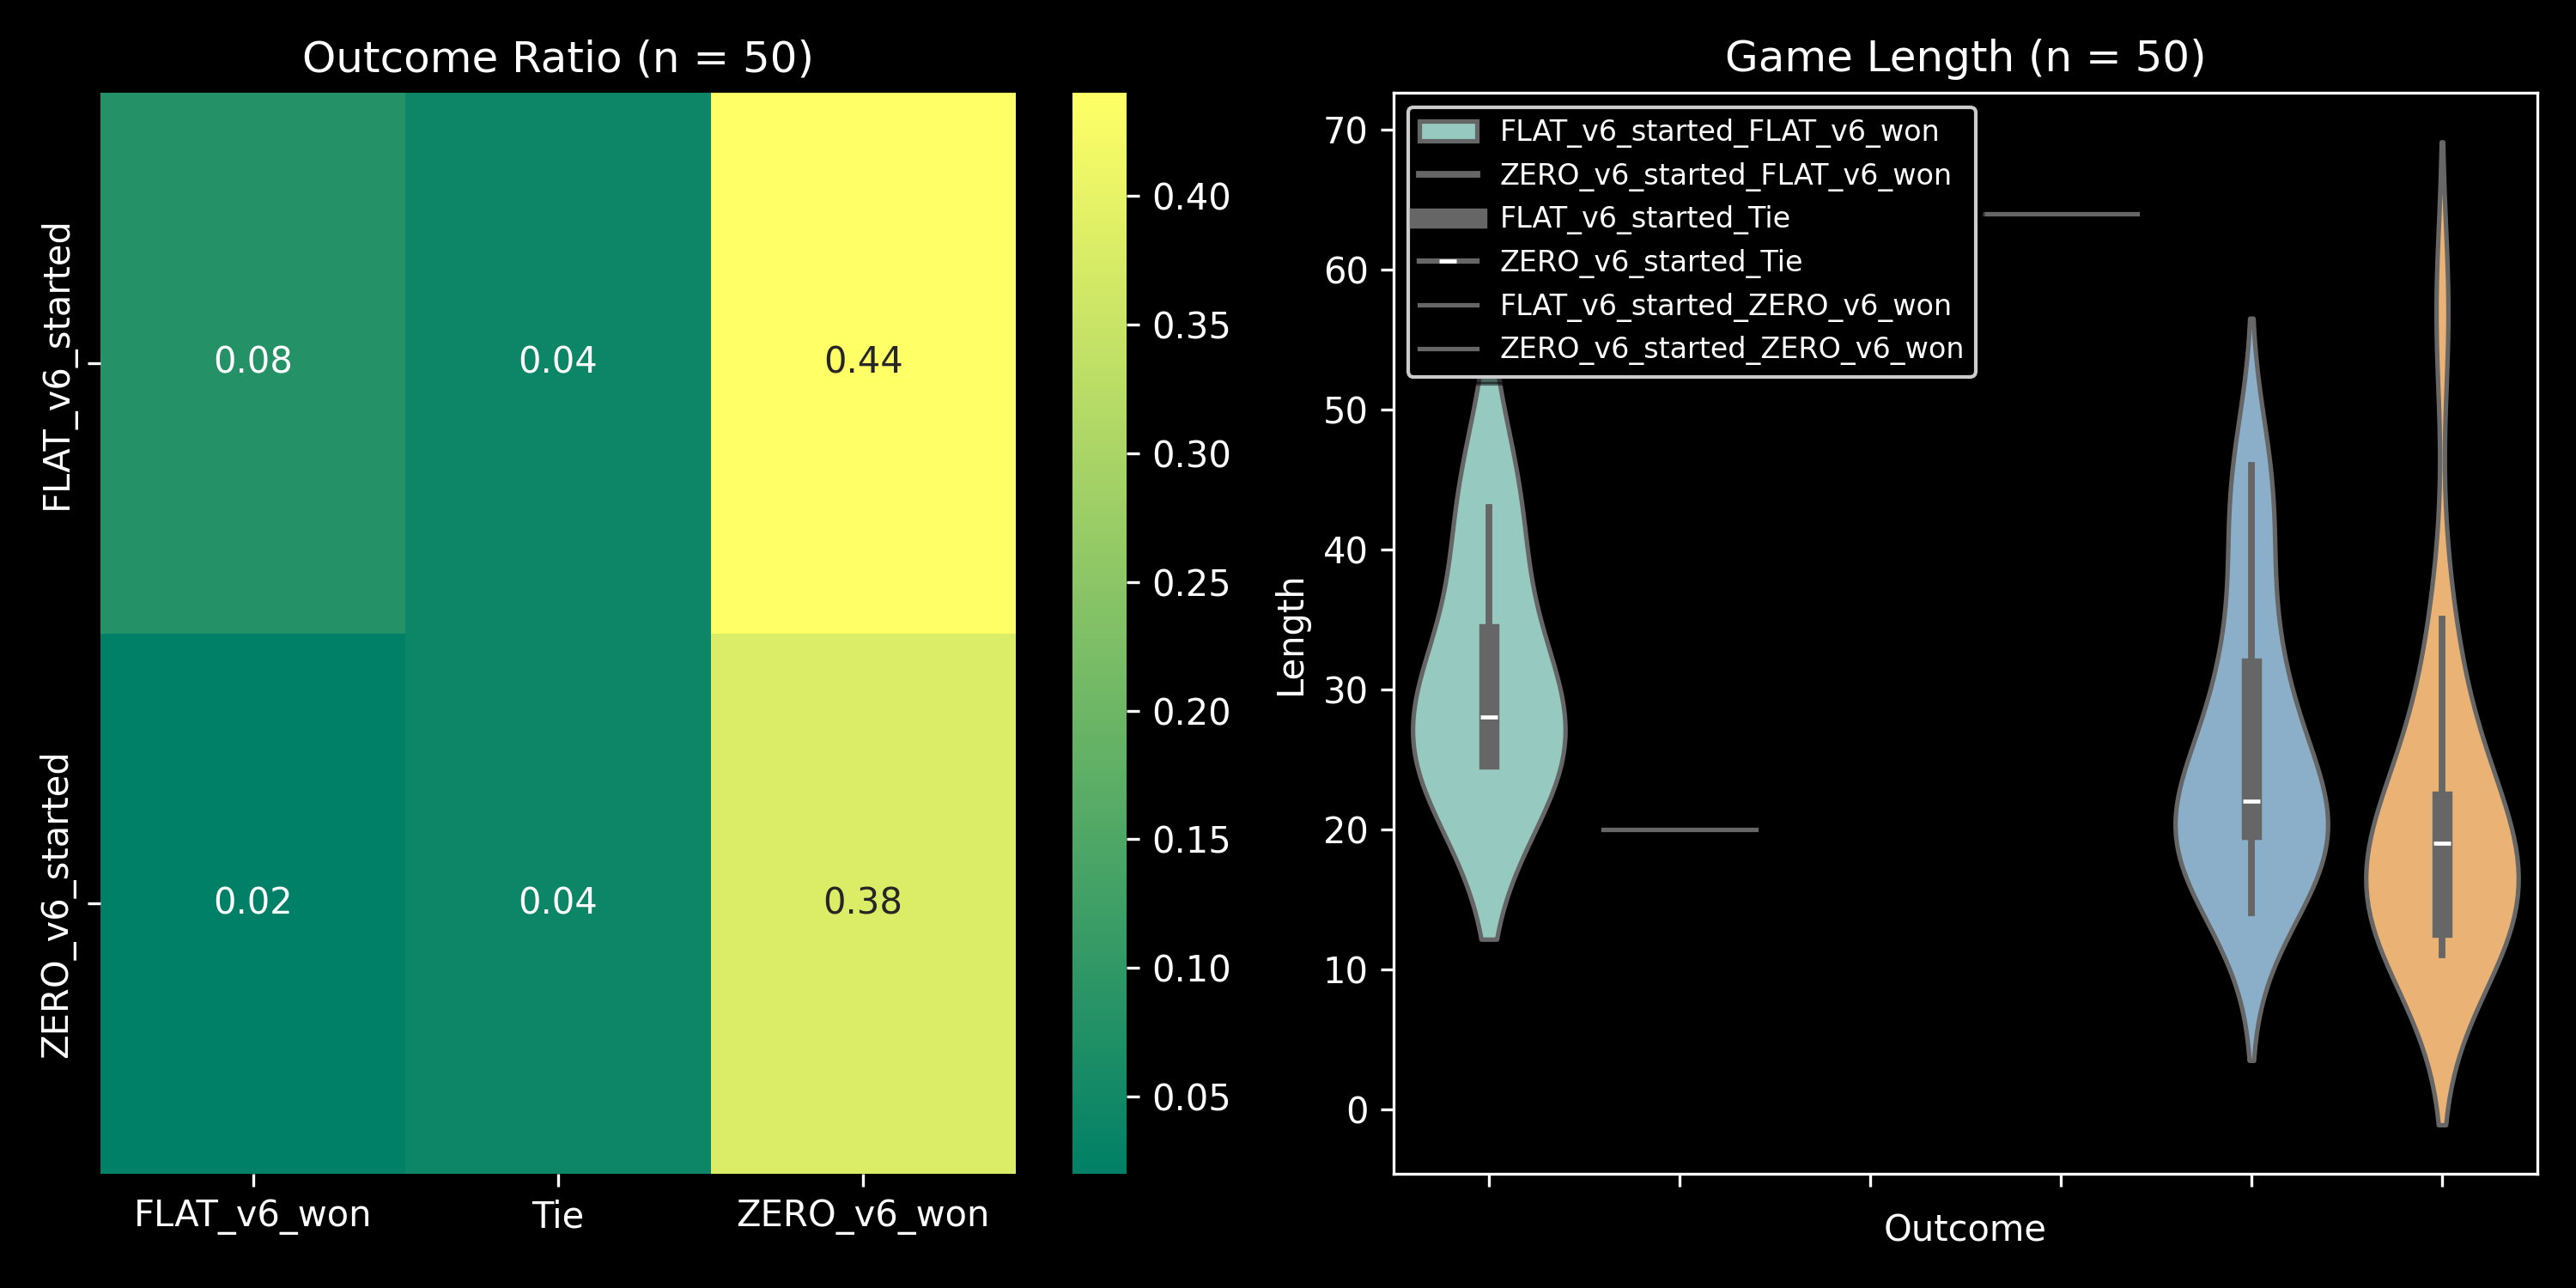 Outcome Ratio (n = 50)
FLAT_v6_started
ZERO_v6_started
0.08
0.04
0.44
0.02
0.04
0.38
FLAT_v6_won
Tie
ZERO_v6_won
0.40
0.35
0.30
0.25
0.20
0.15
0.10
0.05
Game Length (n = 50)
FLAT_v6_started_FLAT_v6_won
ZERO_v6_started_FLAT_v6_won
FLAT_v6_started_Tie
ZERO_v6_started_Tie
FLAT_v6_started_ZERO_v6_won
ZERO_v6_started_ZERO_v6_won
Length
70
60
50
40
30
20
10
0
Outcome